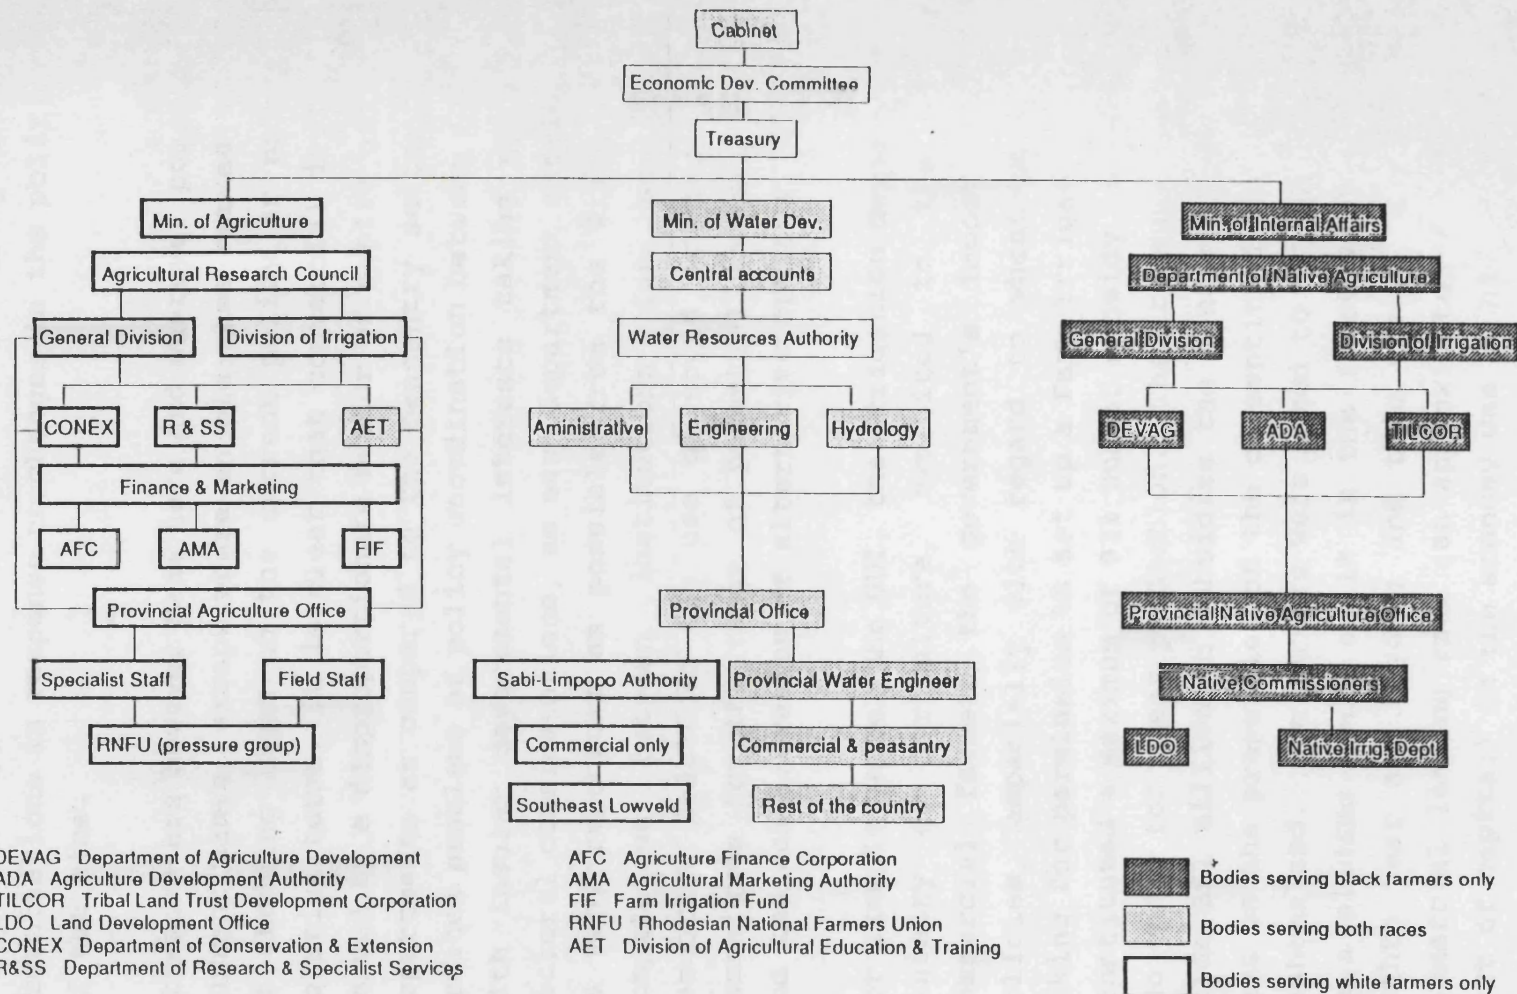 Cabinet
Economic Dev. Committee
Treasury
Min. of Agriculture
Min. of Water Dev.
Min. of Internal Affairs
Agricultural Research Council
Central accounts
Department of Native Agriculture
General Division
Division of Irrigation
Water Resources Authority
General Division
Division of Irrigation
CONEX
R & SS
AET
Aministrative
Engineering
Hydrology
DEVAG
ADA
TILCOR
Finance & Marketing
AFC
AMA
FIF
Provincial Agriculture Office
Provincial Office
Provincial Native Agriculture Office
Specialist Staff
Field Staff
Sabi-Limpopo Authority
Provincial Water Engineer
Native Commissioners
RNFU (pressure group)
Commercial only
Commercial & peasantry
LDO
Native Irrig. Dept
Southeast Lowveld
Rest of the country
DEVAG Department of Agriculture Development
ADA Agriculture Development Authority
TILCOR Tribal Land Trust Development Corporation
LDO Land Development Office
CONEX Department of Conservation & Extension
R&SS Department of Research & Specialist Services
AFC Agriculture Finance Corporation
AMA Agricultural Marketing Authority
FIF Farm Irrigation Fund
RNFU Rhodesian National Farmers Union
AET Division of Agricultural Education & Training
Bodies serving black farmers only
Bodies serving both races
Bodies serving white farmers only